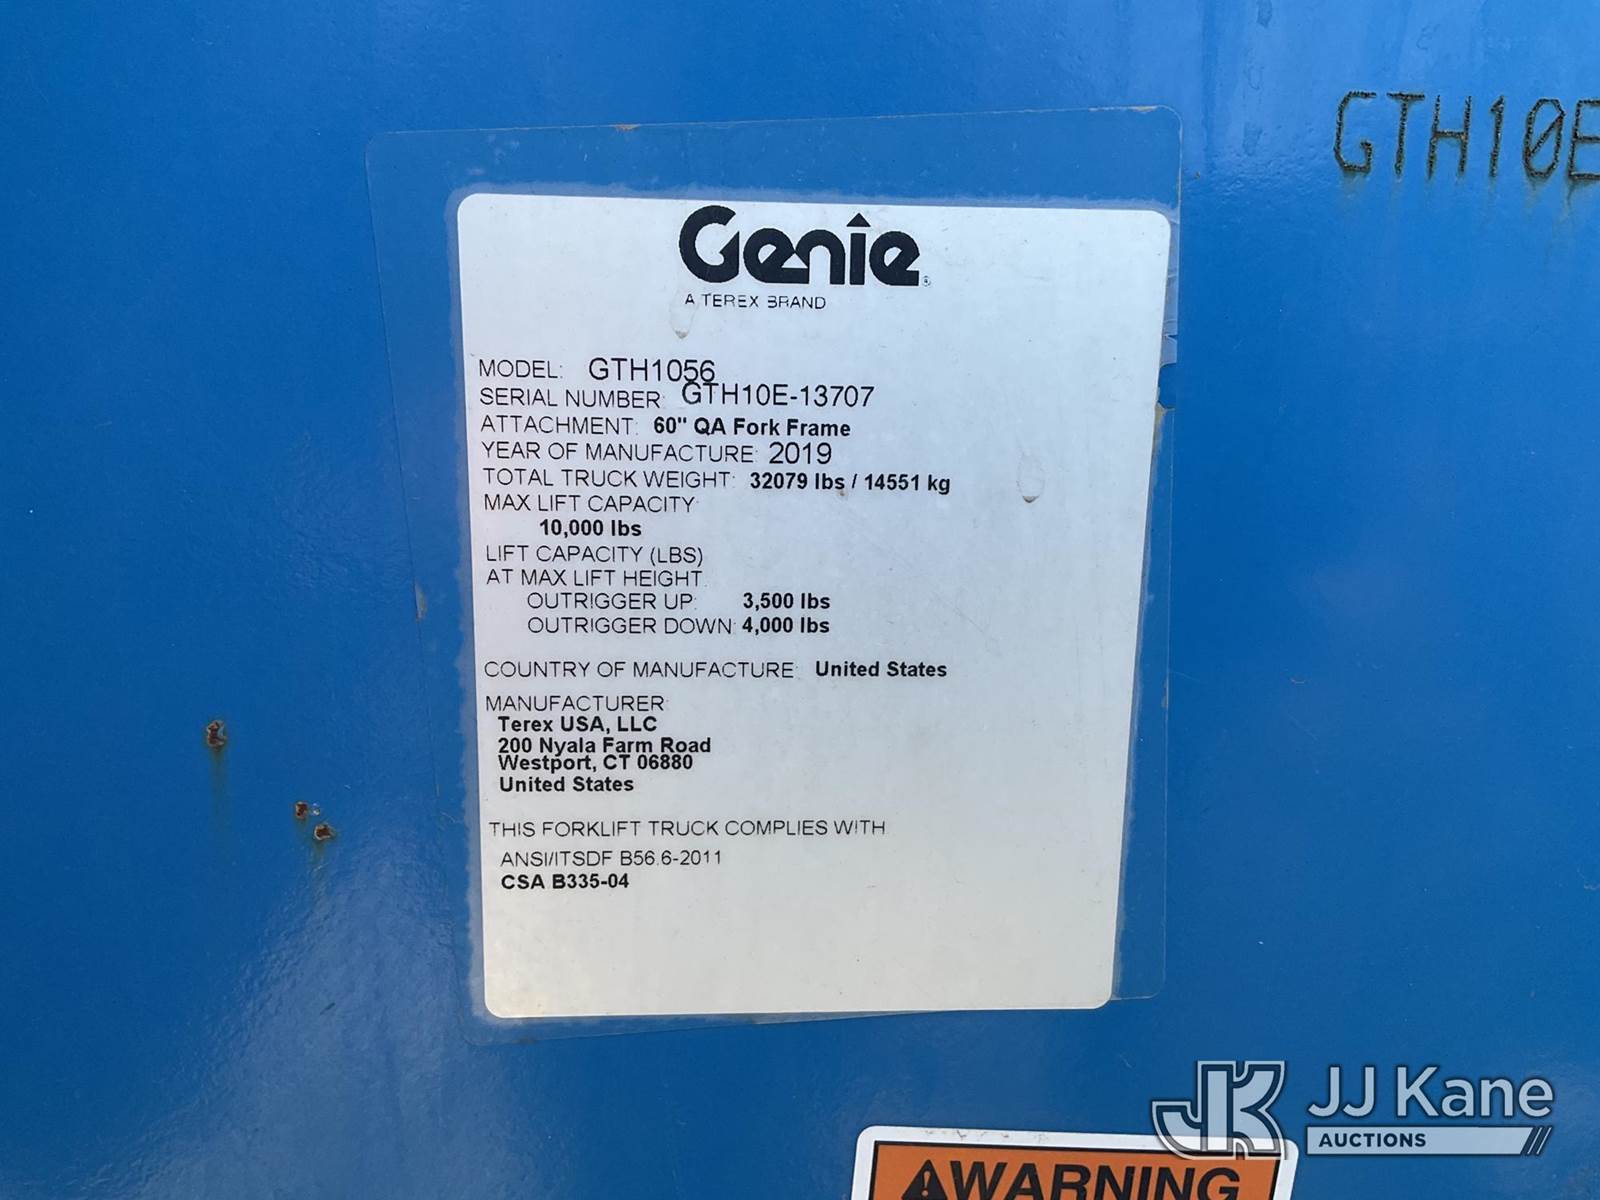 GTH10E
Genie
A TEREX BRAND
MODEL: GTH1056
SERIAL NUMBER: GTH10E-13707
ATTACHMENT: 60" QA Fork Frame
YEAR OF MANUFACTURE: 2019
TOTAL TRUCK WEIGHT: 32079 lbs / 14551 kg
MAX LIFT CAPACITY:
10,000 lbs
LIFT CAPACITY (LBS)
AT MAX LIFT HEIGHT:
OUTRIGGER UP: 3,500 lbs
OUTRIGGER DOWN: 4,000 lbs
COUNTRY OF MANUFACTURE: United States
MANUFACTURER:
Terex USA, LLC
200 Nyala Farm Road
Westport, CT 06880
United States
THIS FORKLIFT TRUCK COMPLIES WITH
ANSI/ITSDF B56.6-2011
CSA B335-04
WARNING
JK JJ Kane
AUCTIONS